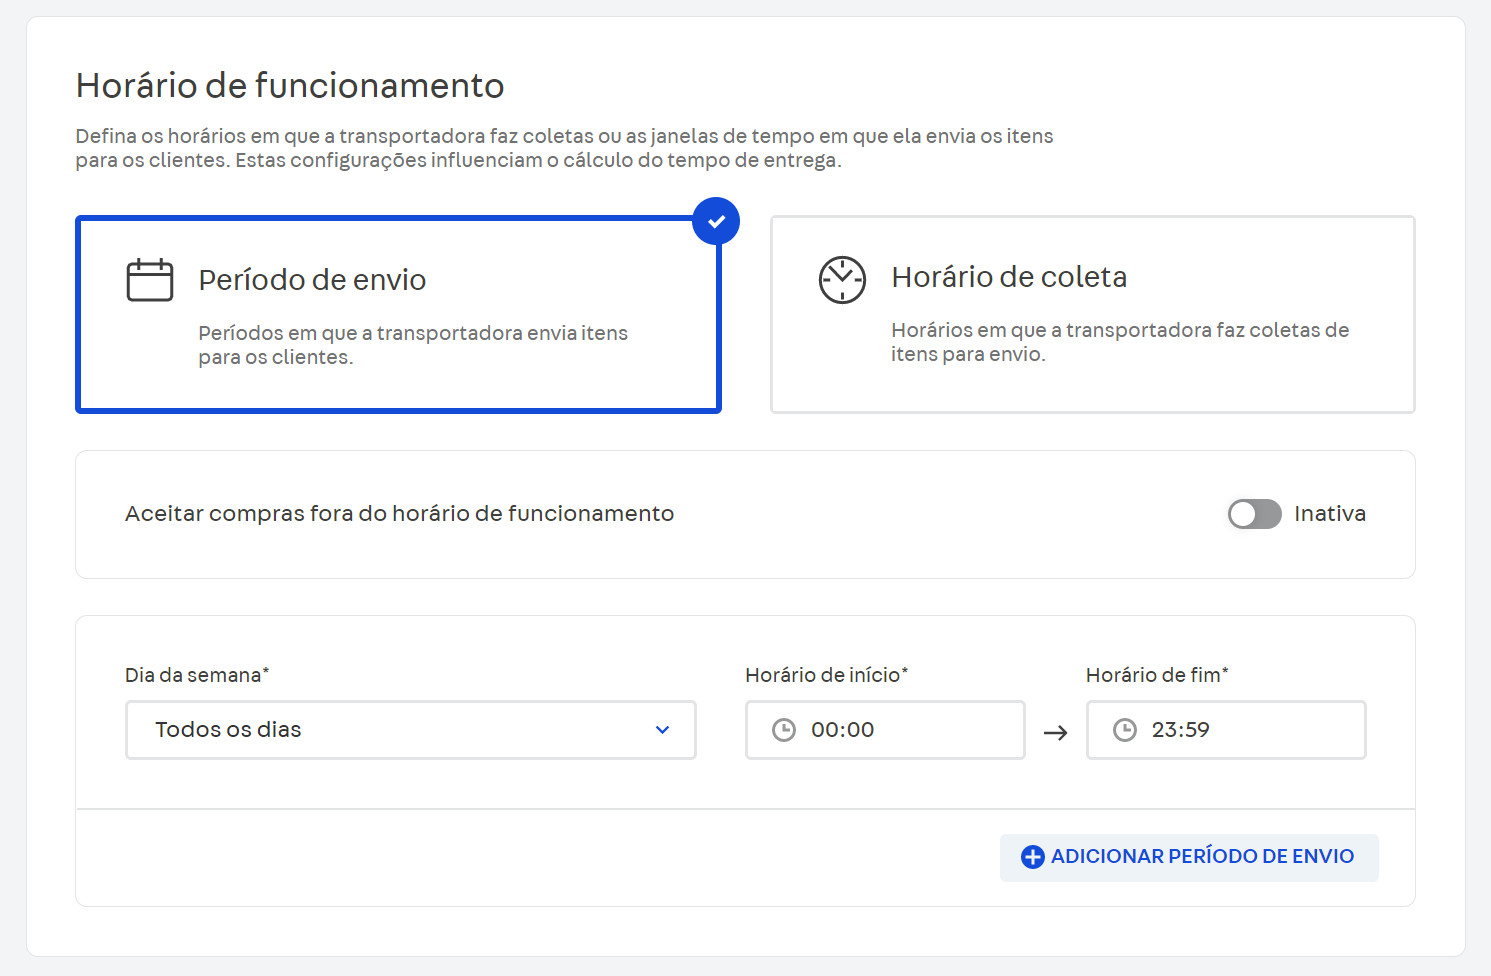 Horário de funcionamento
Defina os horários em que a transportadora faz coletas ou as janelas de tempo em que ela envia os itens
para os clientes. Estas configurações influenciam o cálculo do tempo de entrega.
Período de envio
Períodos em que a transportadora envia itens
para os clientes.
Horário de coleta
Horários em que a transportadora faz coletas de
itens para envio.
Aceitar compras fora do horário de funcionamento
Inativa
Dia da semana*
Todos os dias
Horário de início*
00:00
Horário de fim*
23:59
ADICIONAR PERÍODO DE ENVIO